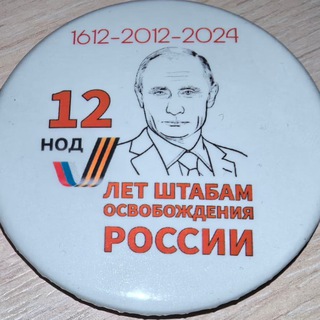 1612-2012-2024
12
НОД
ЛЕТ ШТАБАМ
ОСВОБОЖДЕНИЯ
РОССИИ